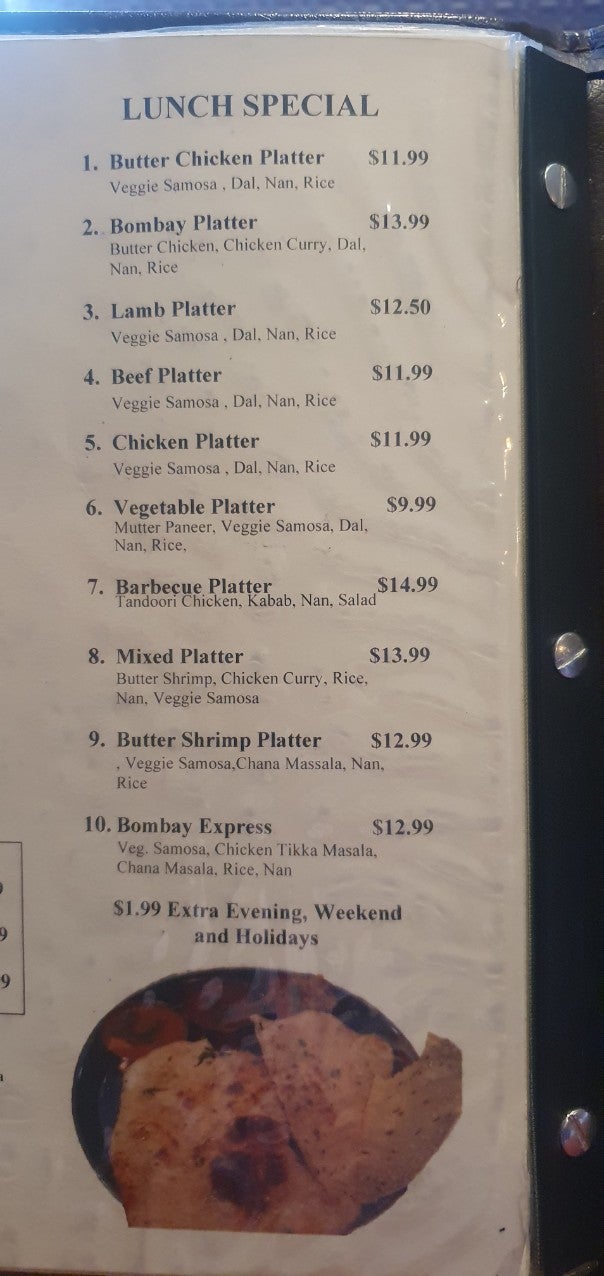 LUNCH SPECIAL
1. Butter Chicken Platter $11.99
Veggie Samosa , Dal, Nan, Rice
2. Bombay Platter $13.99
Butter Chicken, Chicken Curry, Dal,
Nan, Rice
3. Lamb Platter $12.50
Veggie Samosa , Dal, Nan, Rice
4. Beef Platter $11.99
Veggie Samosa , Dal, Nan, Rice
5. Chicken Platter $11.99
Veggie Samosa , Dal, Nan, Rice
6. Vegetable Platter $9.99
Mutter Paneer, Veggie Samosa, Dal,
Nan, Rice,
7. Barbecue Platter $14.99
Tandoori Chicken, Kabab, Nan, Salad
8. Mixed Platter $13.99
Butter Shrimp, Chicken Curry, Rice,
Nan, Veggie Samosa
9. Butter Shrimp Platter $12.99
, Veggie Samosa,Chana Massala, Nan,
Rice
10. Bombay Express $12.99
Veg. Samosa, Chicken Tikka Masala,
Chana Masala, Rice, Nan
$1.99 Extra Evening, Weekend
and Holidays